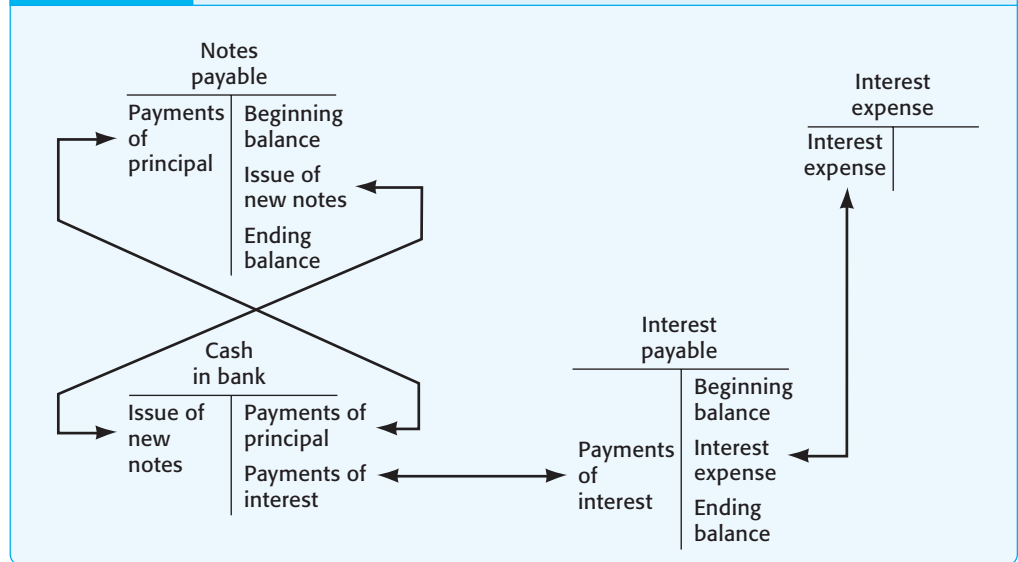 Notes
payable
Payments
of
principal
Beginning
balance
Issue of
new notes
Ending
balance
Interest
expense
Interest
expense
Cash
in bank
Issue of
new
notes
Payments of
principal
Payments of
interest
Interest
payable
Payments
of
interest
Beginning
balance
Interest
expense
Ending
balance